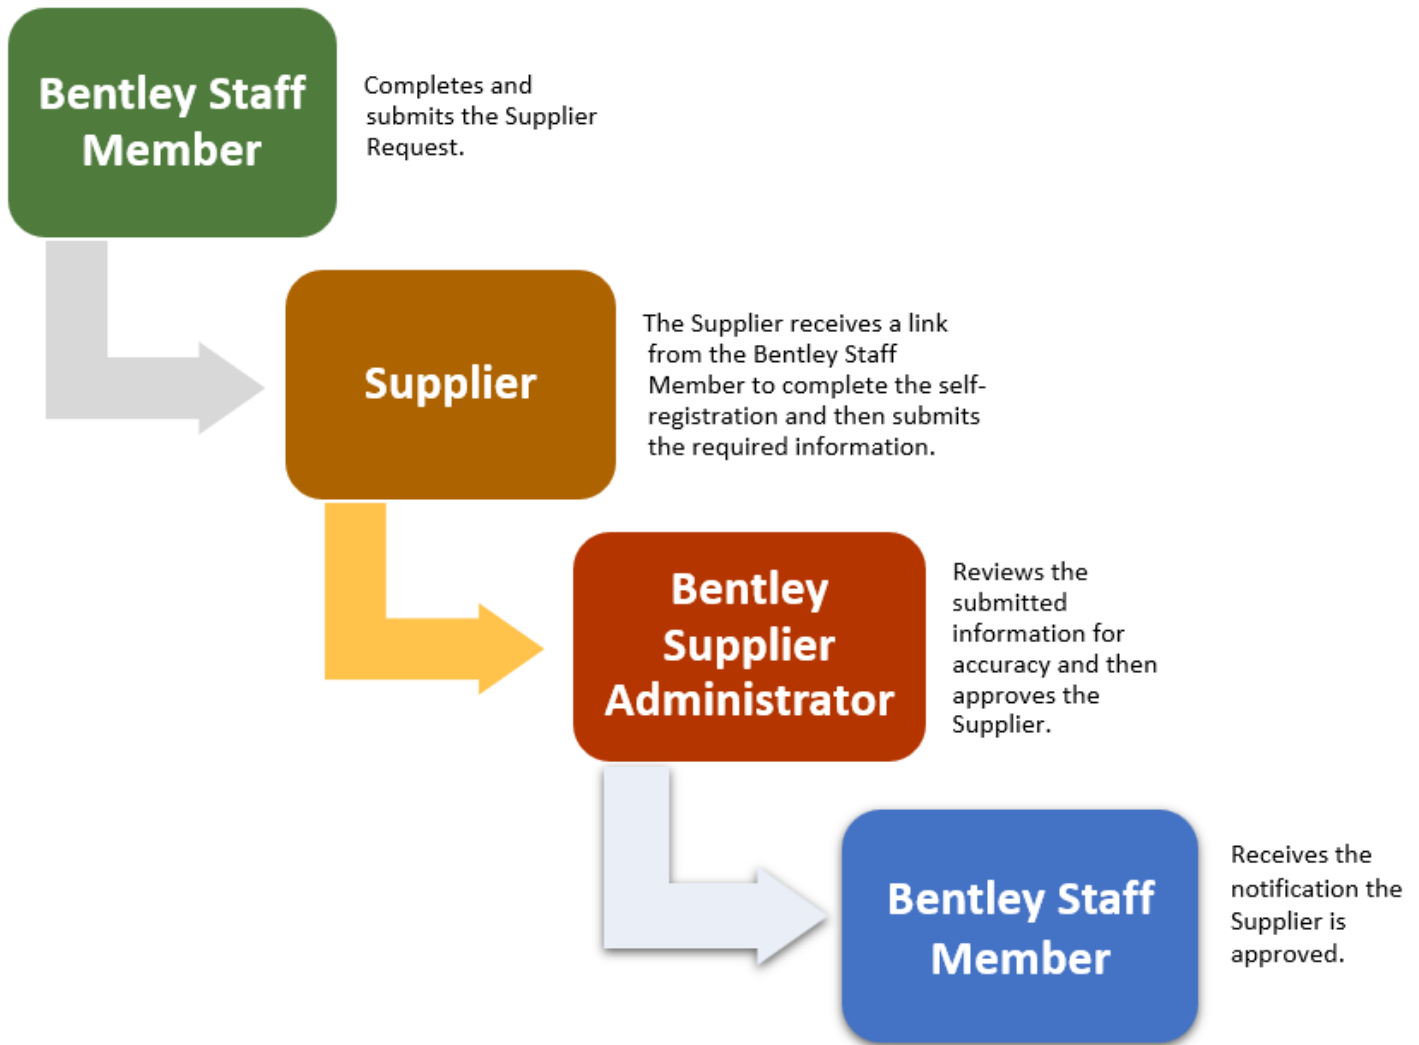 Bentley Staff
Member
Completes and
submits the Supplier
Request.
Supplier
The Supplier receives a link
from the Bentley Staff
Member to complete the self-
registration and then submits
the required information.
Bentley
Supplier
Administrator
Reviews the
submitted
information for
accuracy and then
approves the
Supplier.
Bentley Staff
Member
Receives the
notification the
Supplier is
approved.